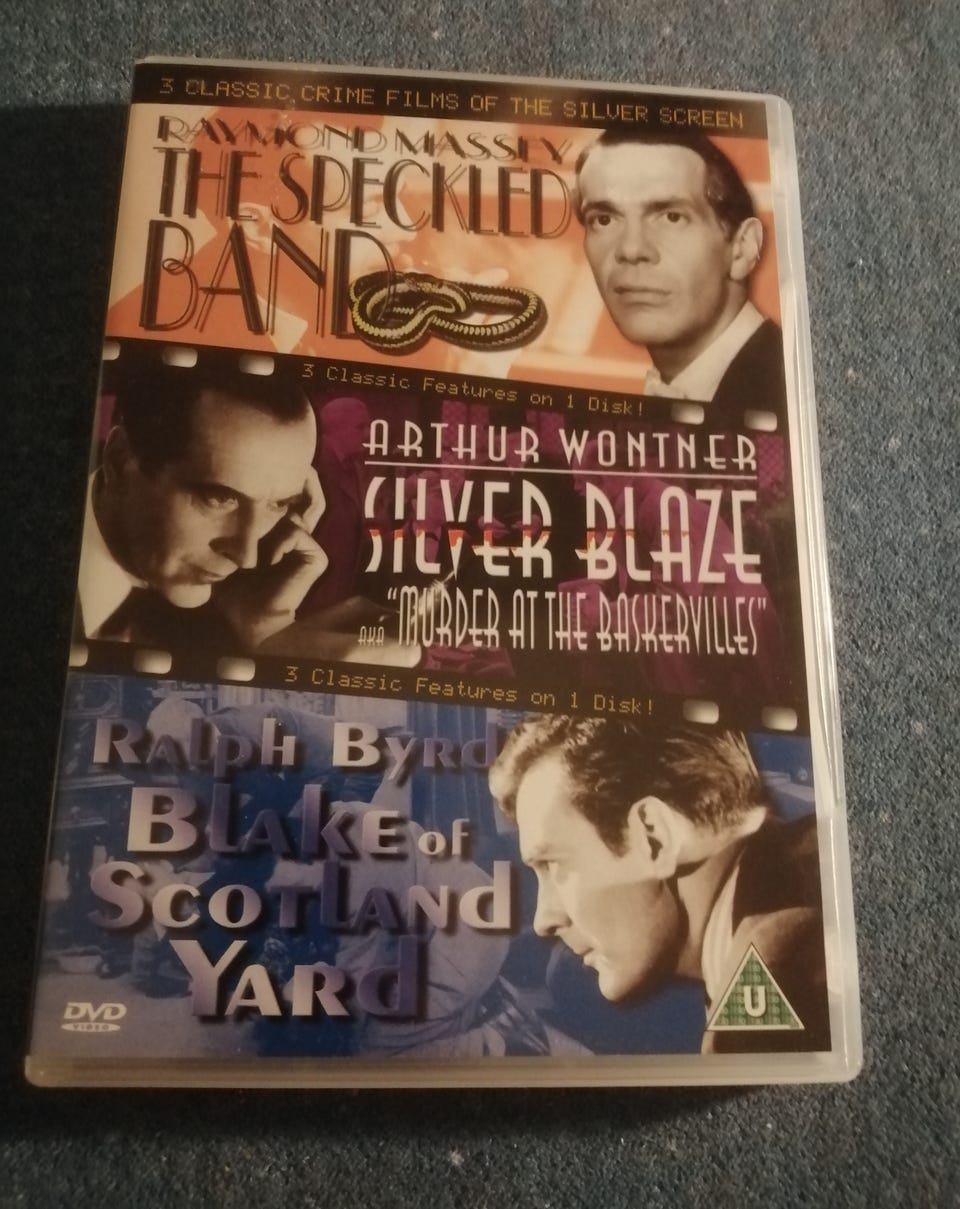 3 CLASSIC CRIME FILMS OF THE SILVER SCREEN
RAYMOND MASSEY
THE SPECKLED
BAND
3 Classic Features on 1 Disk!
ARTHUR WONTNER
SILVER BLAZE
AKA "MURDER AT THE BASKERVILLES"
3 Classic Features on 1 Disk!
Ralph Byrd
Blake of
Scotland
Yard
DVD
VIDEO
U